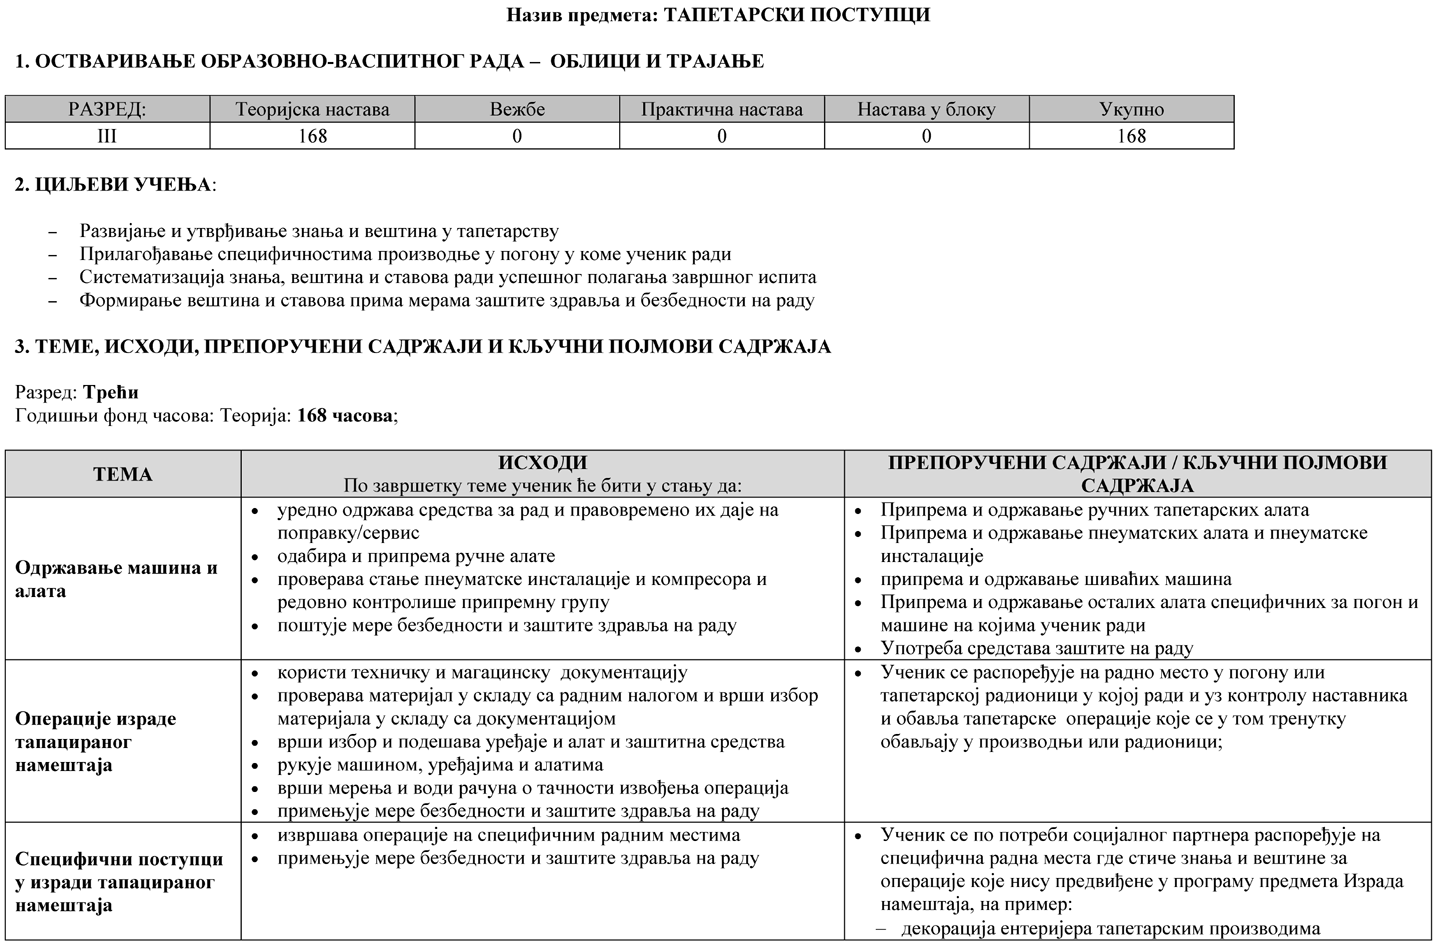 Назив предмета: ТАПЕТАРСКИ ПОСТУПЦИ
1. ОСТВАРИВАЊЕ ОБРАЗОВНО-ВАСПИТНОГ РАДА – ОБЛИЦИ И ТРАЈАЊЕ
РАЗРЕД: Теоријска настава Вежбе Практична настава Настава у блоку Укупно
III 168 0 0 0 168
2. ЦИЉЕВИ УЧЕЊА:
– Развијање и утврђивање знања и вештина у тапетарству
– Прилагођавање специфичностима производње у погону у коме ученик ради
– Систематизација знања, вештина и ставова ради успешног полагања завршног испита
– Формирање вештина и ставова прима мерама заштите здравља и безбедности на раду
3. ТЕМЕ, ИСХОДИ, ПРЕПОРУЧЕНИ САДРЖАЈИ И КЉУЧНИ ПОЈМОВИ САДРЖАЈА
Разред: Трећи
Годишњи фонд часова: Теорија: 168 часова;
ТЕМА
ИСХОДИ
По завршетку теме ученик ће бити у стању да:
ПРЕПОРУЧЕНИ САДРЖАЈИ / КЉУЧНИ ПОЈМОВИ
САДРЖАЈА
Одржавање машина и
алата
• уредно одржава средства за рад и правовремено их даје на
поправку/сервис
• одабира и припрема ручне алате
• проверава стање пнеуматске инсталације и компресора и
редовно контролише припремну групу
• поштује мере безбедности и заштите здравља на раду
• Припрема и одржавање ручних тапетарских алата
• Припрема и одржавање пнеуматских алата и пнеуматске
инсталације
• припрема и одржавање шиваћих машина
• Припрема и одржавање осталих алата специфичних за погон и
машине на којима ученик ради
• Употреба средстава заштите на раду
Операције израде
тапацираног
намештаја
• користи техничку и магацинску документацију
• проверава материјал у складу са радним налогом и врши избор
материјала у складу са документацијом
• врши избор и подешава уређаје и алат и заштитна средства
• рукује машином, уређајима и алатима
• врши мерења и води рачуна о тачности извођења операција
• примењује мере безбедности и заштите здравља на раду
• Ученик се распоређује на радно место у погону или
тапетарској радионици у којој ради и уз контролу наставника
и обавља тапетарске операције које се у том тренутку
обављају у производњи или радионици;
Специфични поступци
у изради тапацираног
намештаја
• извршава операције на специфичним радним местима
• примењује мере безбедности и заштите здравља на раду
• Ученик се по потреби социјалног партнера распоређује на
специфична радна места где стиче знања и вештине за
операције које нису предвиђене у програму предмета Израда
намештаја, на пример:
– декорација ентеријера тапетарским производима